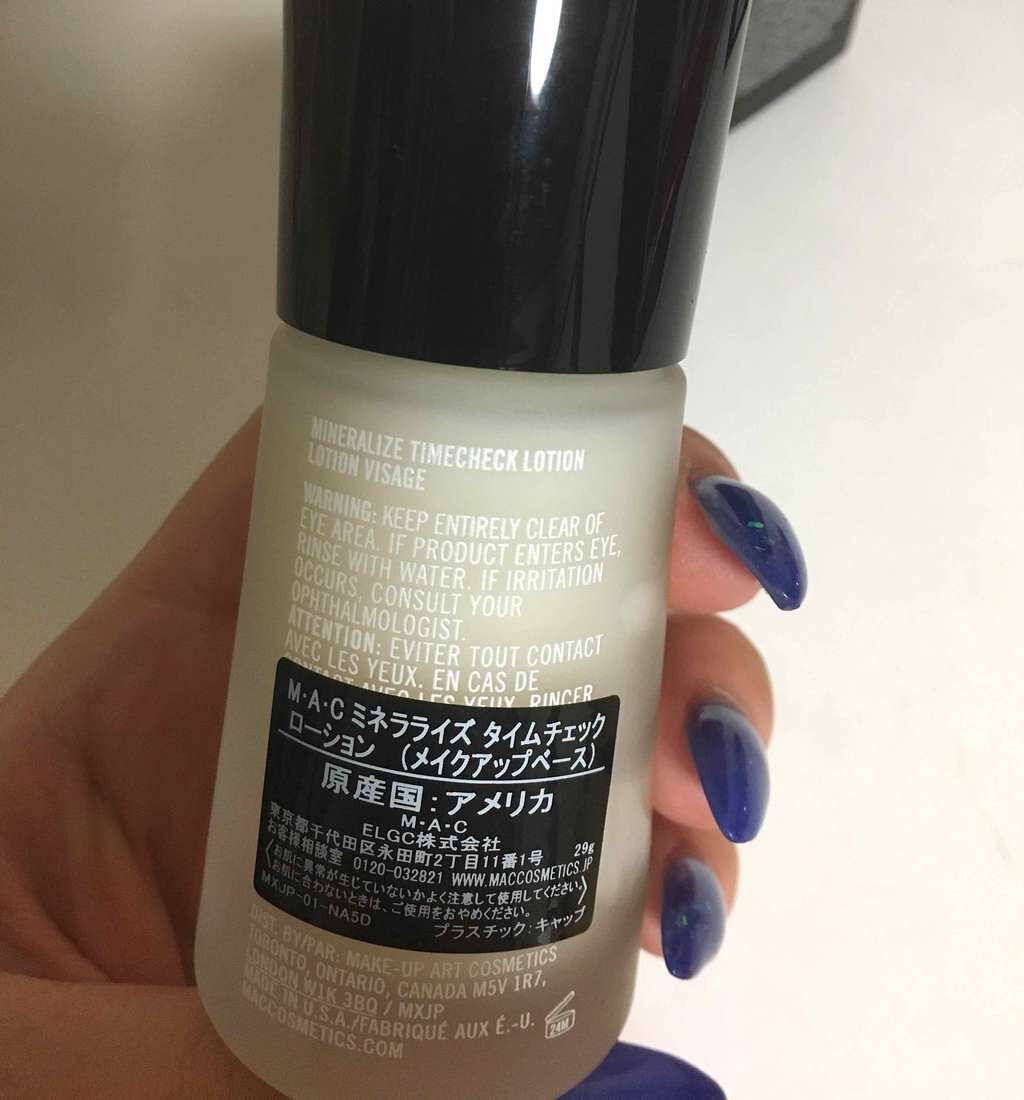 MINERALIZE TIMECHECK LOTION
LOTION VISAGE
WARNING: KEEP ENTIRELY CLEAR OF
EYE AREA. IF PRODUCT ENTERS EYE,
RINSE WITH WATER. IF IRRITATION
OCCURS, CONSULT YOUR
OPHTHALMOLOGIST.
ATTENTION: EVITER TOUT CONTACT
AVEC LES YEUX. EN CAS DE
CONTACT AVEC LES YEUX, RINCER
M·A·C ミネラライズ タイムチェック
ローション (メイクアップベース)
原産国:アメリカ
M·A·C
ELGC株式会社
東京都千代田区永田町2丁目11番1号 29g
お客様相談室 0120-032821 WWW.MACCOSMETICS.JP
〈お肌に異常が生じていないかよく注意して使用してください。
お肌に合わないときは、ご使用をおやめください。〉
MXJP-01-NA5D プラスチック:キャップ
DIST. BY/PAR: MAKE-UP ART COSMETICS
TORONTO, ONTARIO, CANADA M5V 1R7,
LONDON W1K 3BQ / MXJP
MADE IN U.S.A./FABRIQUÉ AUX É.-U.
MACCOSMETICS.COM
24M